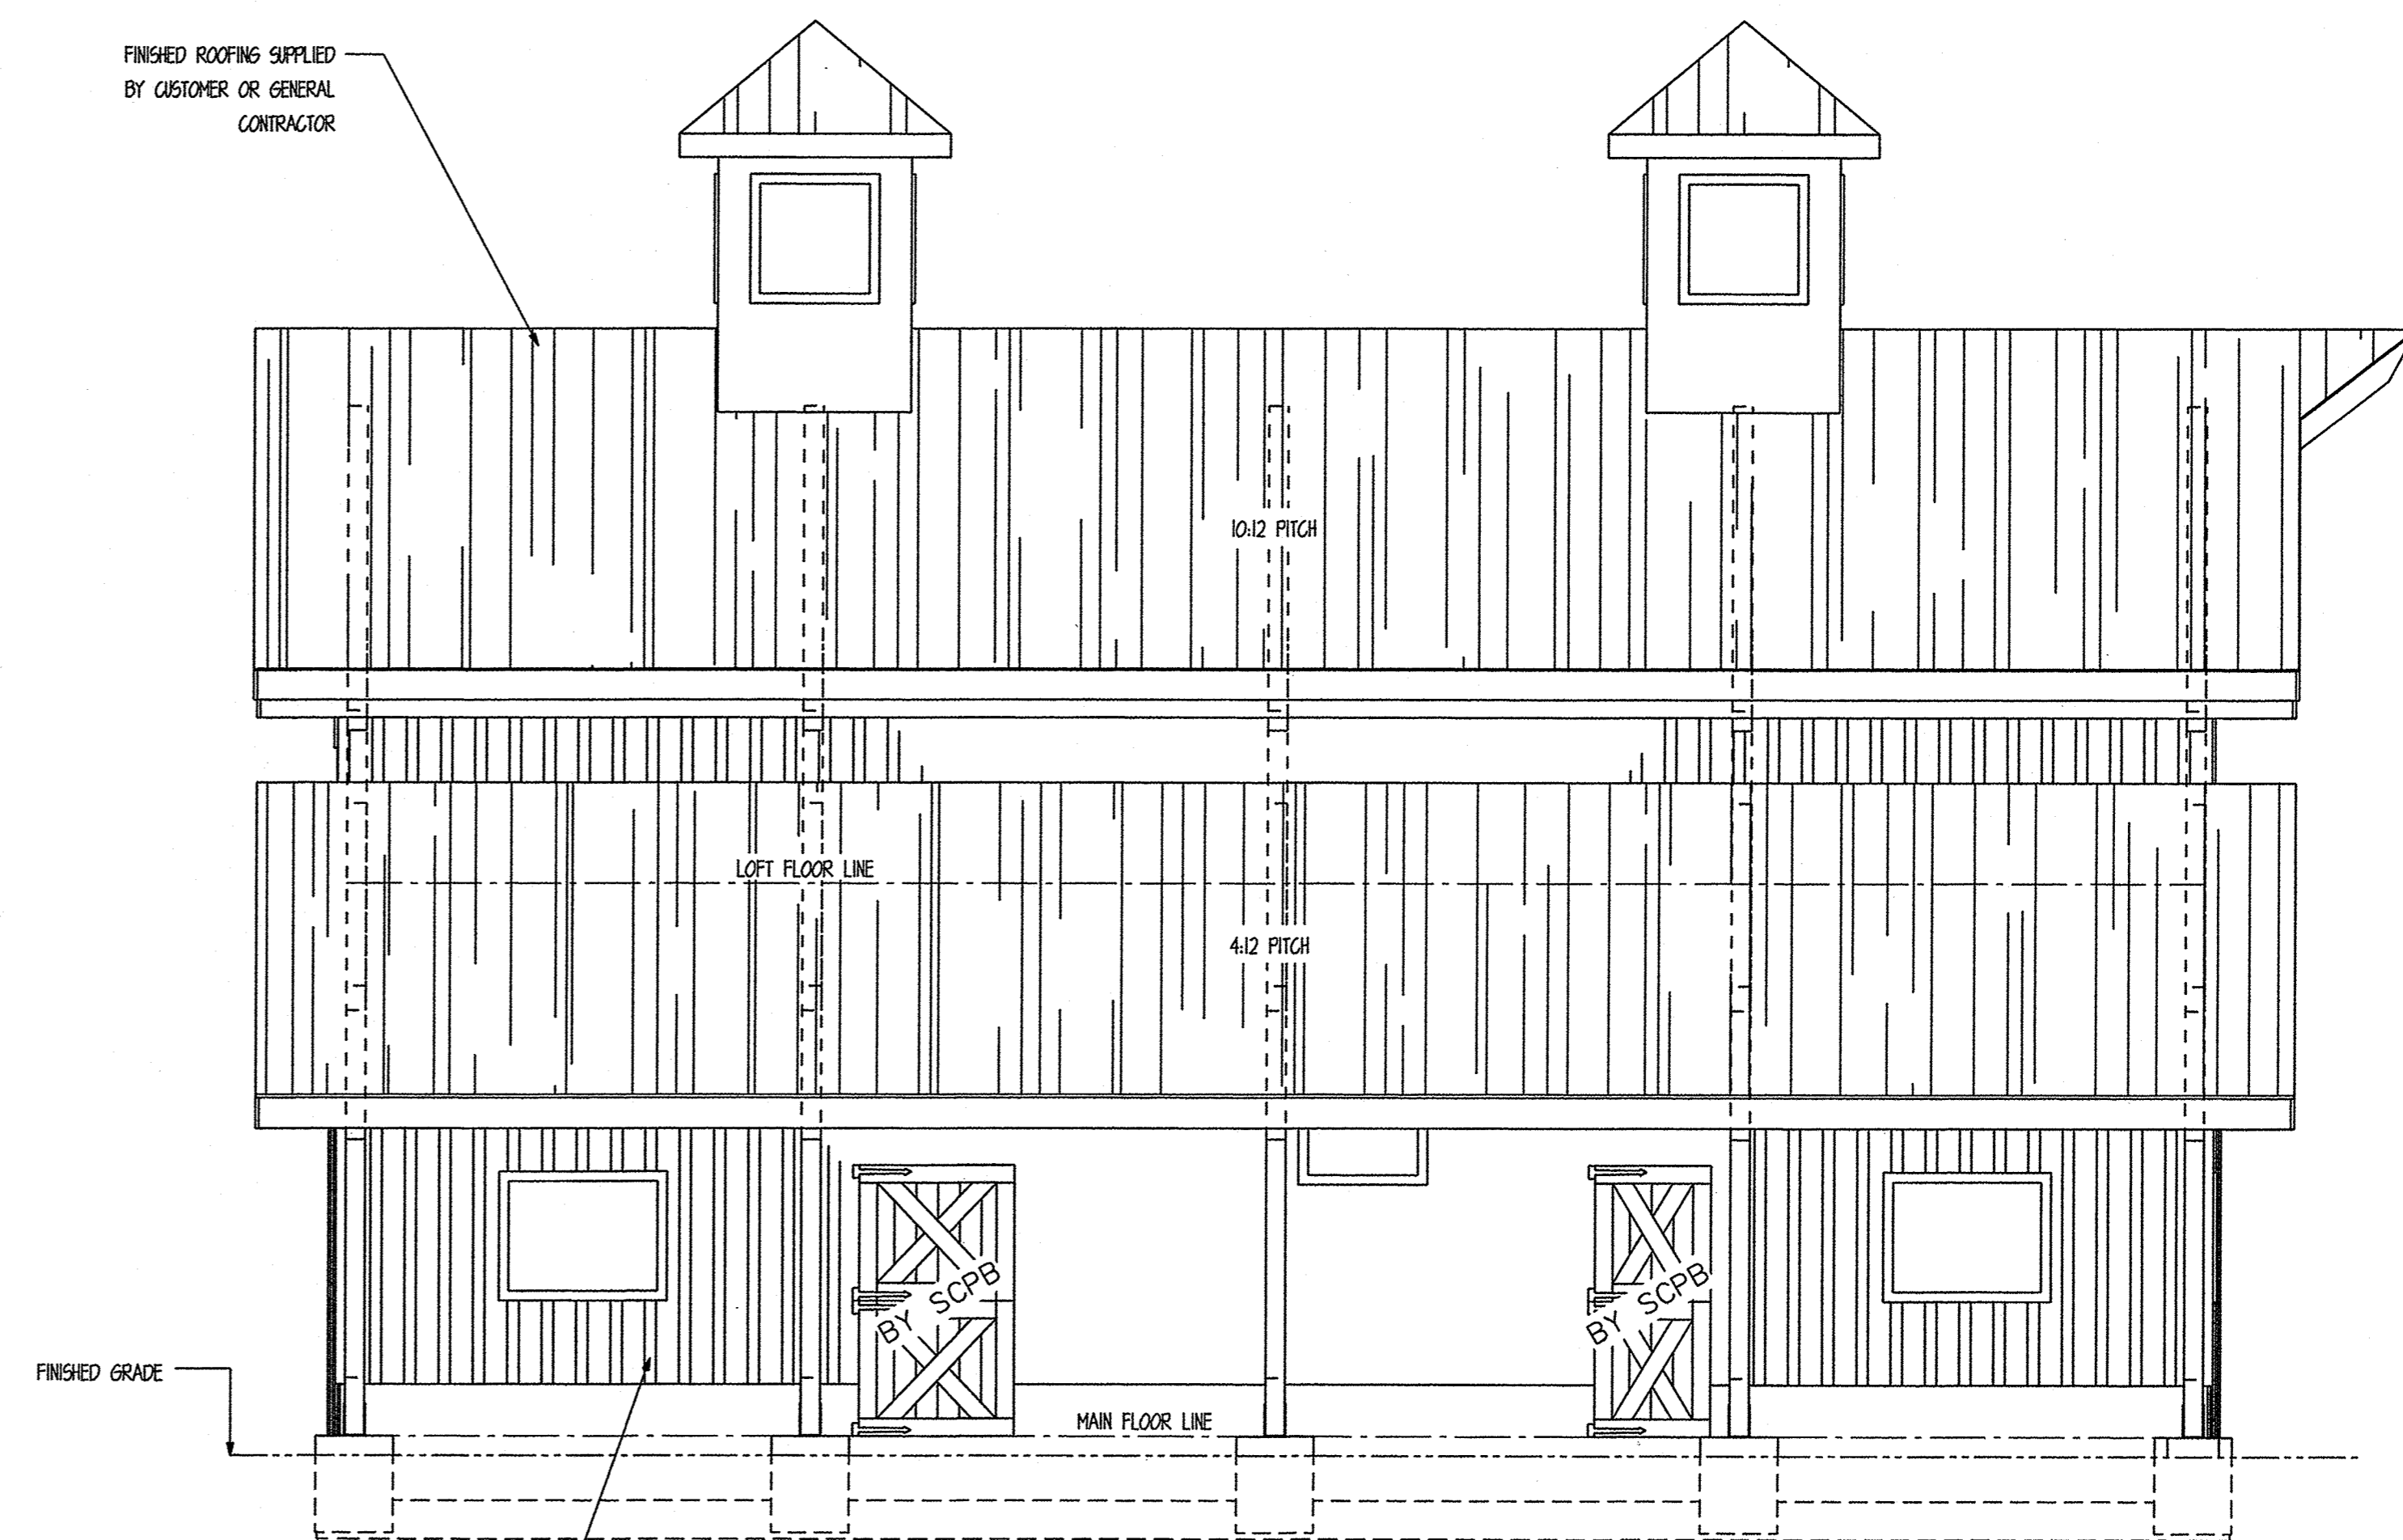 FINISHED ROOFING SUPPLIED
BY CUSTOMER OR GENERAL
CONTRACTOR
10:12 PITCH
LOFT FLOOR LINE
4:12 PITCH
BY SCPB
BY SCPB
FINISHED GRADE
MAIN FLOOR LINE